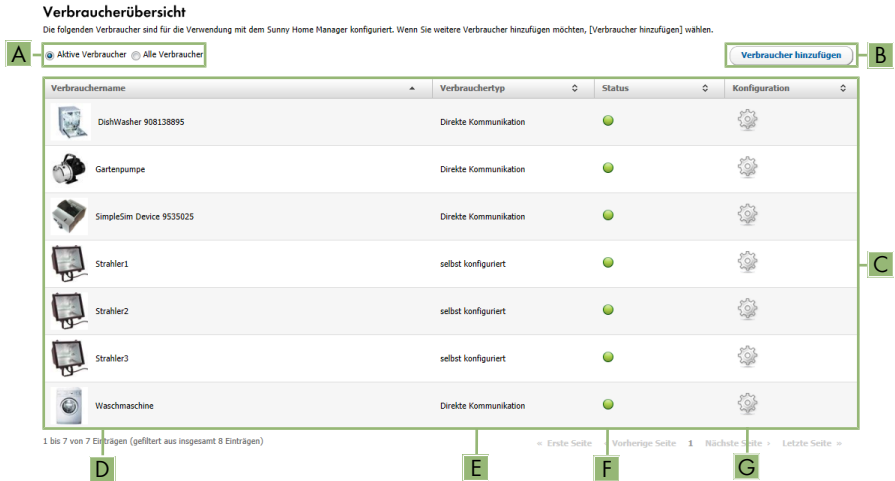 Verbraucherübersicht
Die folgenden Verbraucher sind für die Verwendung mit dem Sunny Home Manager konfiguriert. Wenn Sie weitere Verbraucher hinzufügen möchten, [Verbraucher hinzufügen] wählen.
A Aktive Verbraucher Alle Verbraucher Verbraucher hinzufügen B
Verbrauchername Verbrauchertyp Status Konfiguration
DishWasher 908138895 Direkte Kommunikation
Gartenpumpe Direkte Kommunikation
SimpleSim Device 9535025 Direkte Kommunikation
Strahler1 selbst konfiguriert C
Strahler2 selbst konfiguriert
Strahler3 selbst konfiguriert
Waschmaschine Direkte Kommunikation
1 bis 7 von 7 Einträgen (gefiltert aus insgesamt 8 Einträgen) « Erste Seite ‹ Vorherige Seite 1 Nächste Seite › Letzte Seite »
D E F G